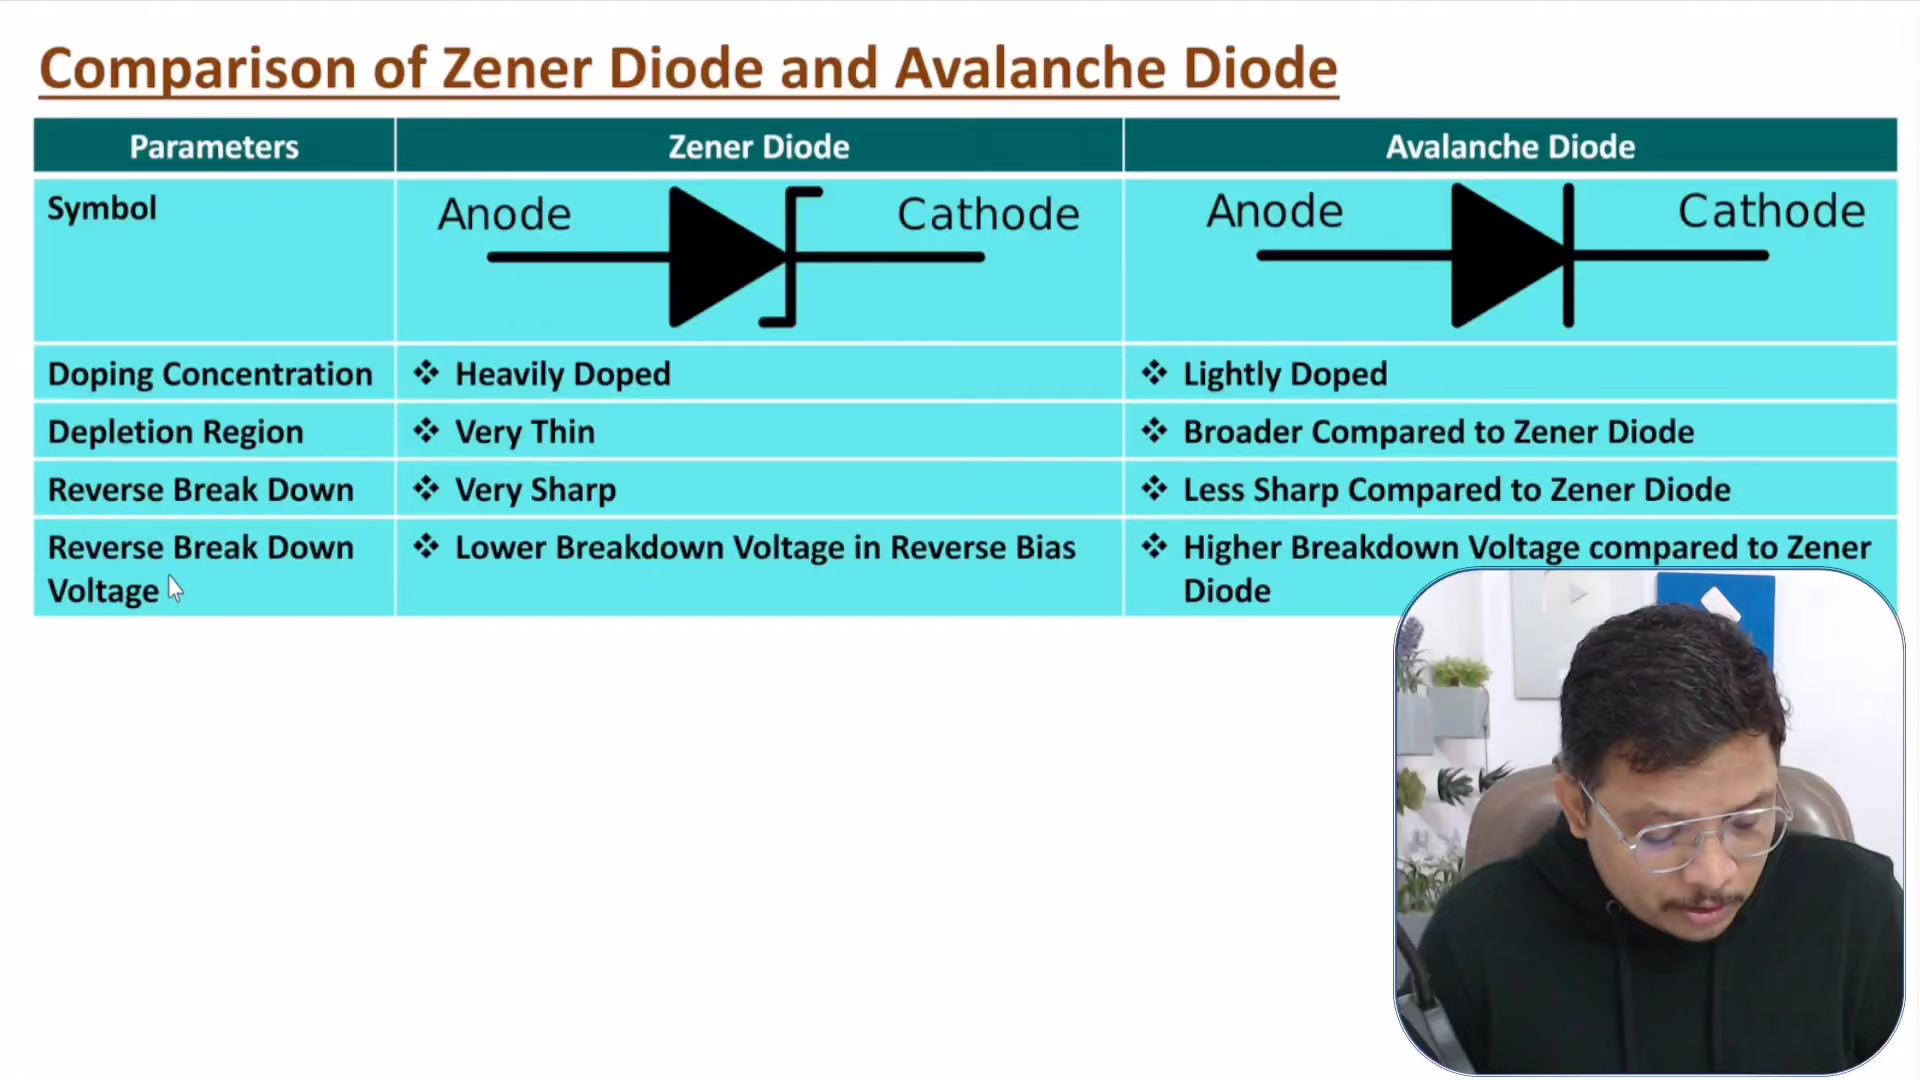 Comparison of Zener Diode and Avalanche Diode
Parameters
Zener Diode
Avalanche Diode
Symbol
Anode
Cathode
Anode
Cathode
Doping Concentration
❖ Heavily Doped
❖ Lightly Doped
Depletion Region
❖ Very Thin
❖ Broader Compared to Zener Diode
Reverse Break Down
❖ Very Sharp
❖ Less Sharp Compared to Zener Diode
Reverse Break Down
Voltage
❖ Lower Breakdown Voltage in Reverse Bias
❖ Higher Breakdown Voltage compared to Zener
Diode